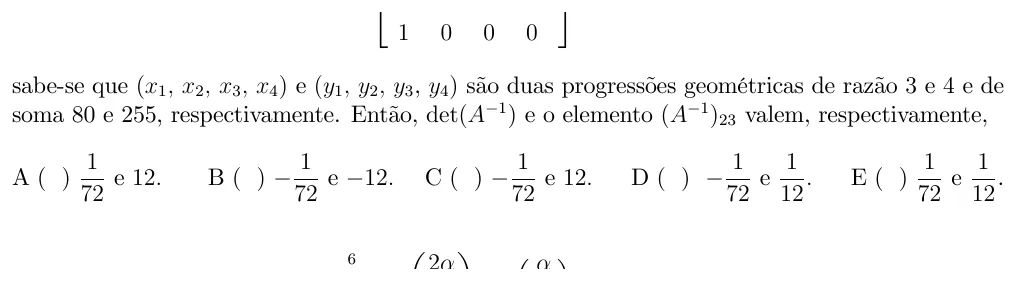 1 0 0 0
sabe-se que (x₁, x₂, x₃, x₄) e (y₁, y₂, y₃, y₄) são duas progressões geométricas de razão 3 e 4 e de
soma 80 e 255, respectivamente. Então, det(A⁻¹) e o elemento (A⁻¹)₂₃ valem, respectivamente,
A ( ) 1/72 e 12. B ( ) −1/72 e −12. C ( ) −1/72 e 12. D ( ) −1/72 e 1/12. E ( ) 1/72 e 1/12.
6 (2α) (α)